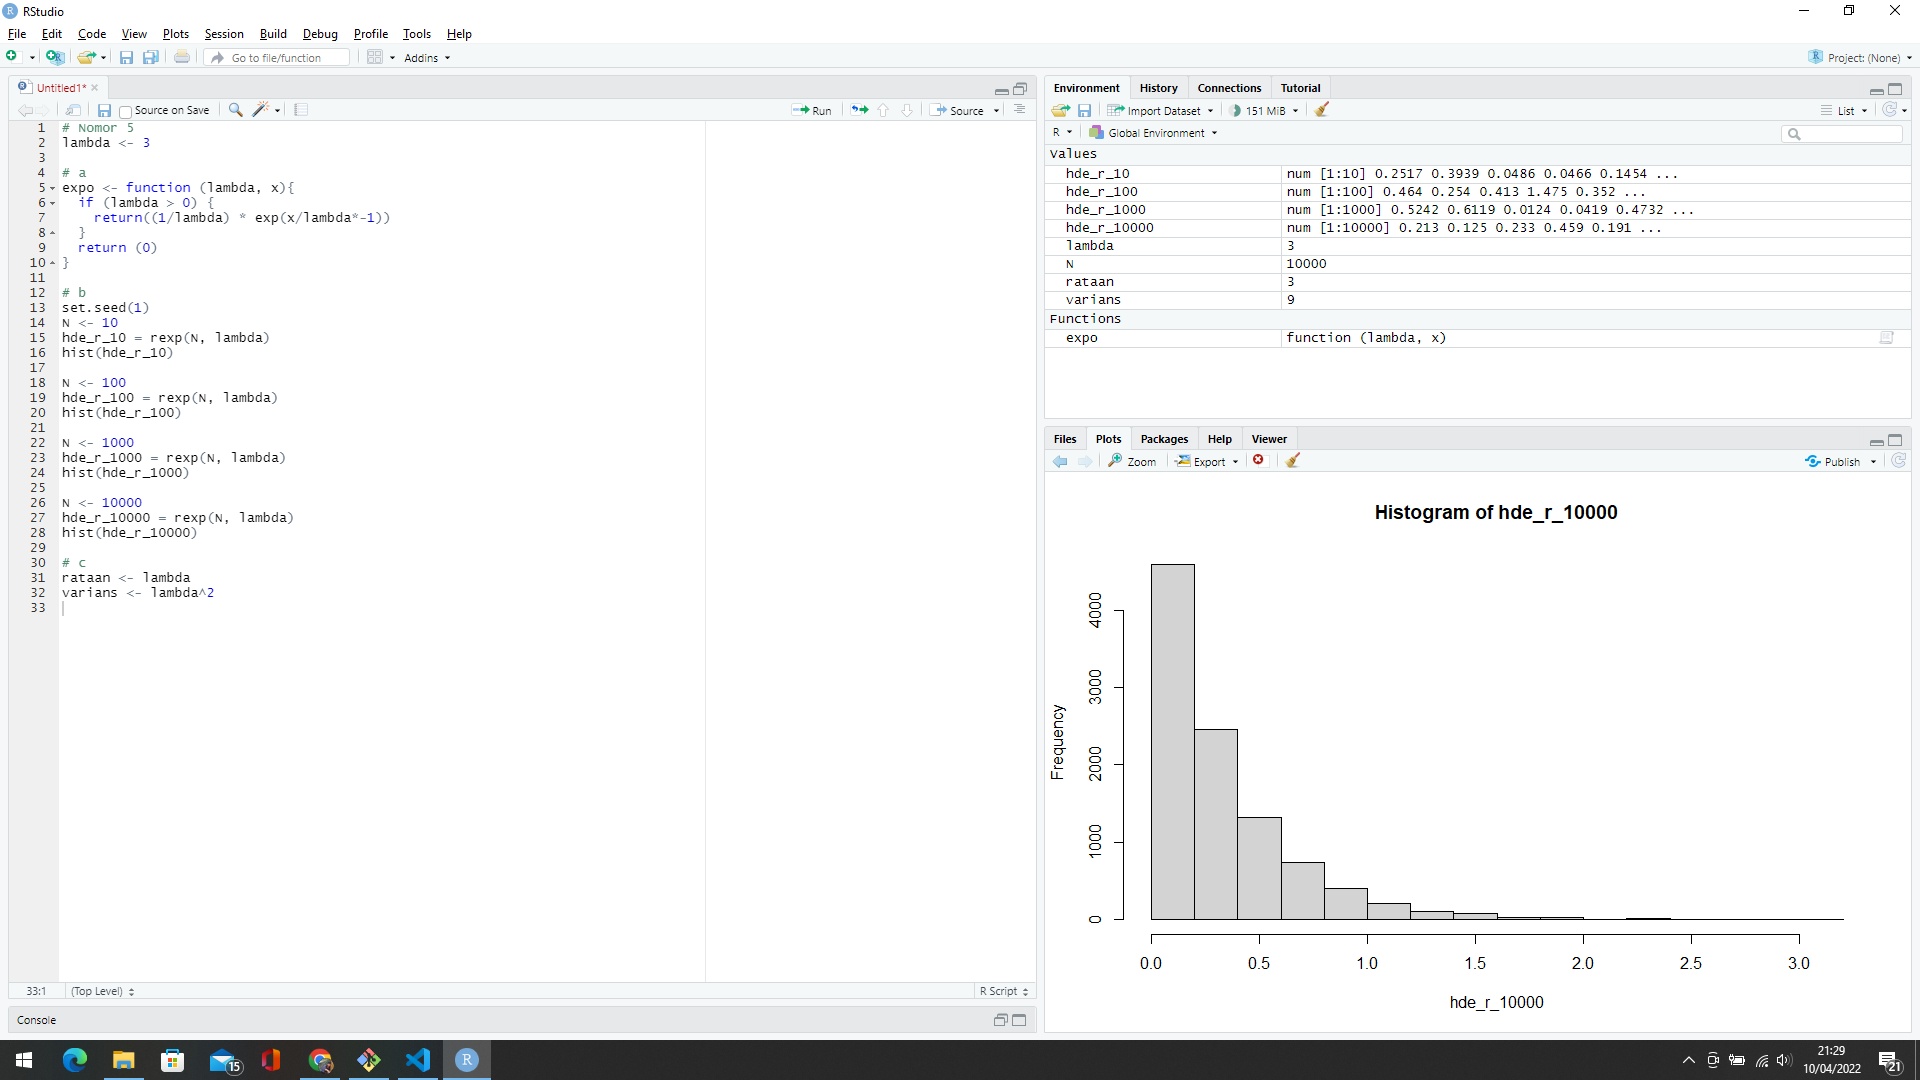 RStudio
File Edit Code View Plots Session Build Debug Profile Tools Help
Go to file/function Addins Project: (None)
Untitled1*
Source on Save Run Source
1 # Nomor 5
2 lambda <- 3
3
4 # a
5 expo <- function (lambda, x){
6 if (lambda > 0) {
7 return((1/lambda) * exp(x/lambda*-1))
8 }
9 return (0)
10 }
11
12 # b
13 set.seed(1)
14 N <- 10
15 hde_r_10 = rexp(N, lambda)
16 hist(hde_r_10)
17
18 N <- 100
19 hde_r_100 = rexp(N, lambda)
20 hist(hde_r_100)
21
22 N <- 1000
23 hde_r_1000 = rexp(N, lambda)
24 hist(hde_r_1000)
25
26 N <- 10000
27 hde_r_10000 = rexp(N, lambda)
28 hist(hde_r_10000)
29
30 # c
31 rataan <- lambda
32 varians <- lambda^2
33
33:1 (Top Level) R Script
Console
Environment History Connections Tutorial
Import Dataset 151 MiB List
R Global Environment
Values
hde_r_10 num [1:10] 0.2517 0.3939 0.0486 0.0466 0.1454 ...
hde_r_100 num [1:100] 0.464 0.254 0.413 1.475 0.352 ...
hde_r_1000 num [1:1000] 0.5242 0.6119 0.0124 0.0419 0.4732 ...
hde_r_10000 num [1:10000] 0.213 0.125 0.233 0.459 0.191 ...
lambda 3
N 10000
rataan 3
varians 9
Functions
expo function (lambda, x)
Files Plots Packages Help Viewer
Zoom Export Publish
Histogram of hde_r_10000
Frequency
4000
3000
2000
1000
0
0.0 0.5 1.0 1.5 2.0 2.5 3.0
hde_r_10000
15
R
21:29
10/04/2022
21